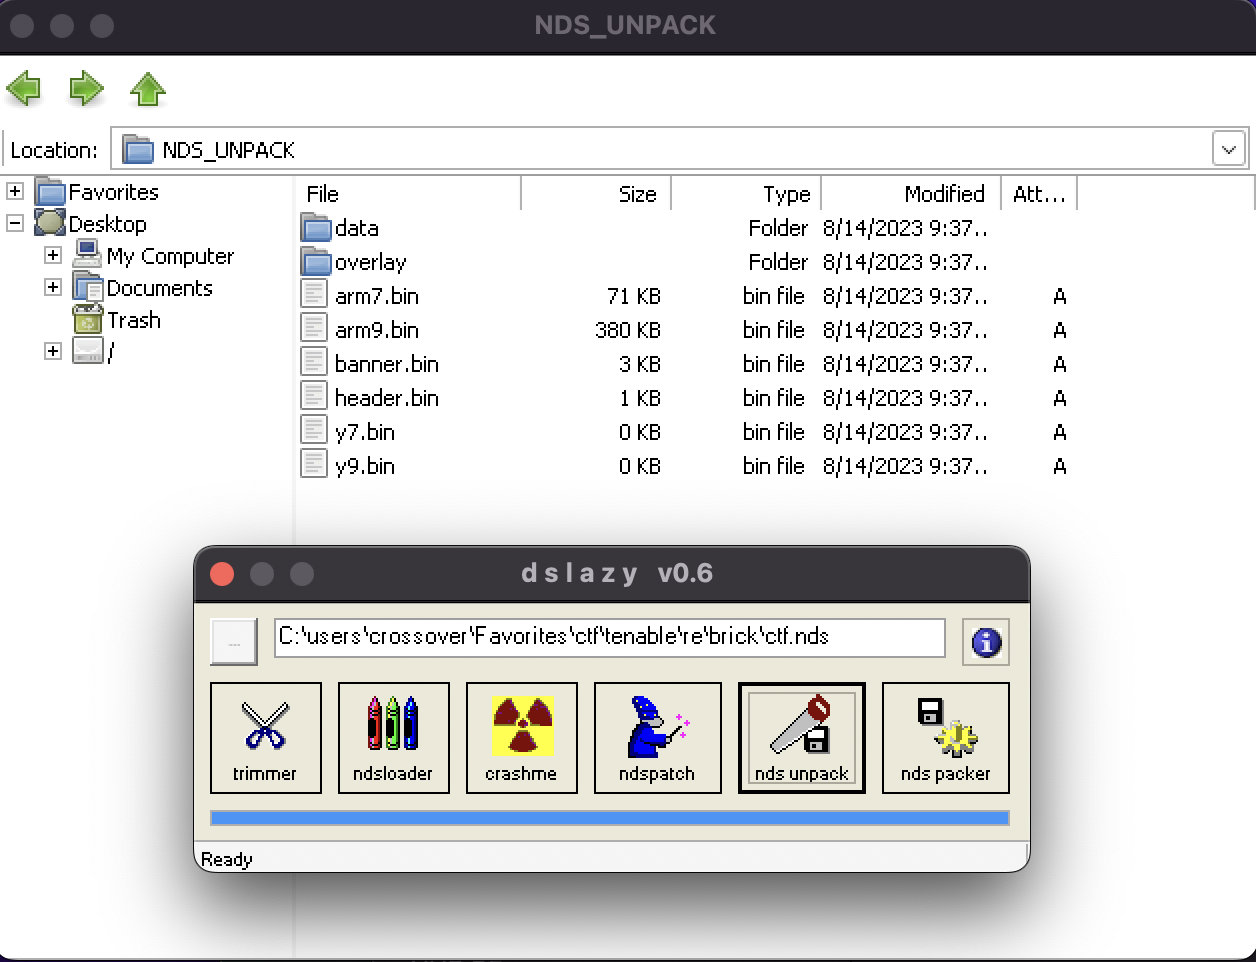 NDS_UNPACK
Location: NDS_UNPACK
Favorites
Desktop
My Computer
Documents
Trash
/
File Size Type Modified Att...
data Folder 8/14/2023 9:37..
overlay Folder 8/14/2023 9:37..
arm7.bin 71 KB bin file 8/14/2023 9:37.. A
arm9.bin 380 KB bin file 8/14/2023 9:37.. A
banner.bin 3 KB bin file 8/14/2023 9:37.. A
header.bin 1 KB bin file 8/14/2023 9:37.. A
y7.bin 0 KB bin file 8/14/2023 9:37.. A
y9.bin 0 KB bin file 8/14/2023 9:37.. A
d s l a z y v0.6
...
C:\users\crossover\Favorites\ctf\tenable\re\brick\ctf.nds
trimmer ndsloader crashme ndspatch nds unpack nds packer
Ready